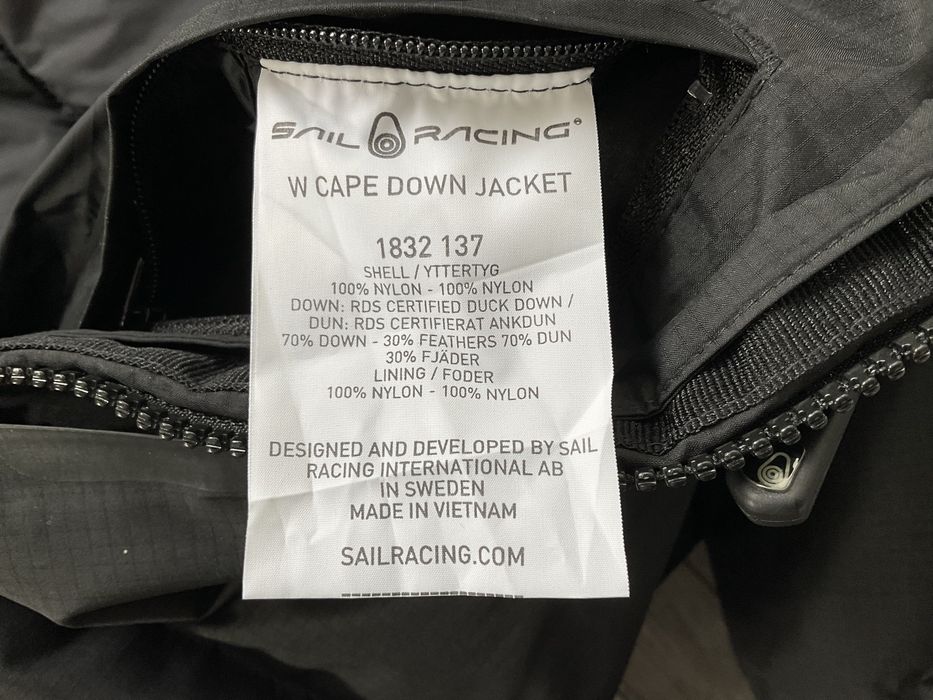 SAIL RACING®
W CAPE DOWN JACKET
1832 137
SHELL / YTTERTYG
100% NYLON - 100% NYLON
DOWN: RDS CERTIFIED DUCK DOWN /
DUN: RDS CERTIFIERAT ANKDUN
70% DOWN - 30% FEATHERS 70% DUN
30% FJÄDER
LINING / FODER
100% NYLON - 100% NYLON
DESIGNED AND DEVELOPED BY SAIL
RACING INTERNATIONAL AB
IN SWEDEN
MADE IN VIETNAM
SAILRACING.COM